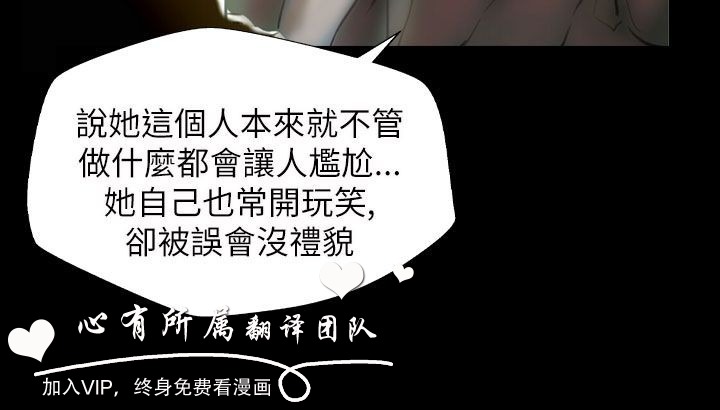 說她這個人本來就不管
做什麼都會讓人尷尬...
她自己也常開玩笑,
卻被誤會沒禮貌
心有所属翻译团队
加入VIP，终身免费看漫画